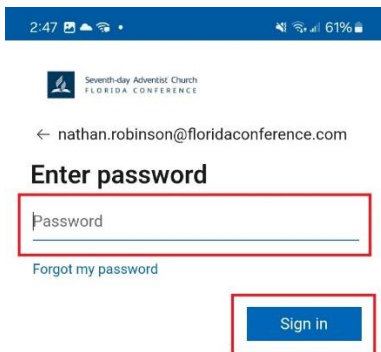 2:47 61%
Seventh-day Adventist Church
FLORIDA CONFERENCE
← nathan.robinson@floridaconference.com
Enter password
Password
Forgot my password
Sign in